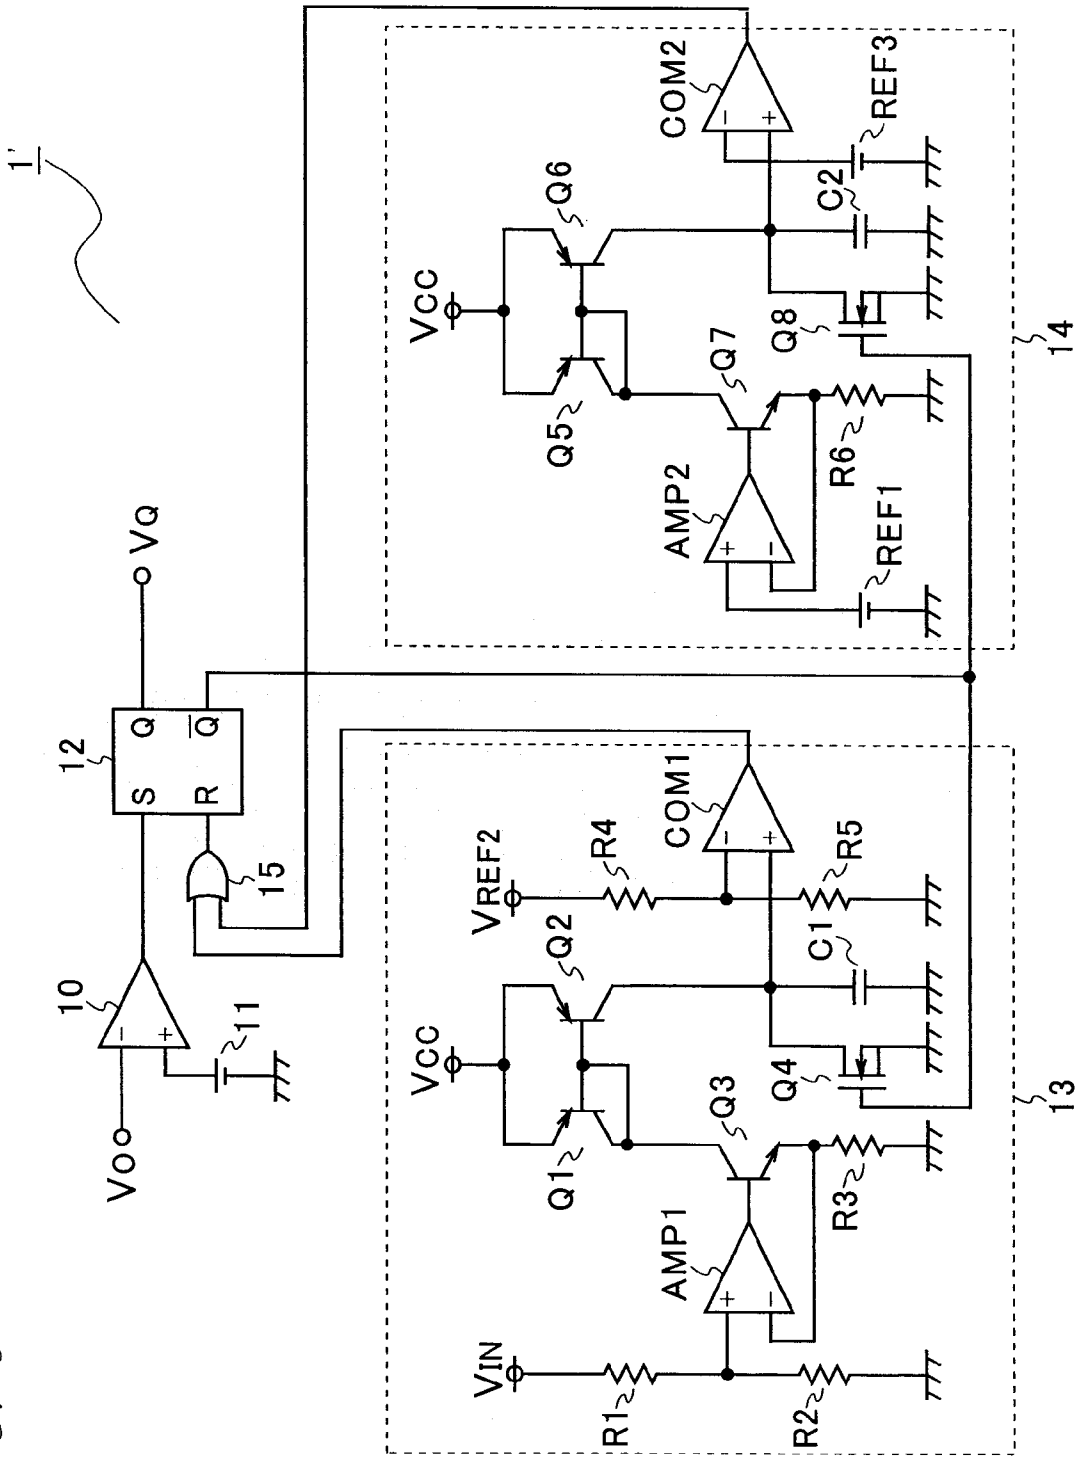 1'
VO
10
11
12
S
R
Q
Q
VQ
15
VIN
R1
R2
AMP1
+
−
Q1
Q2
VCC
Q3
R3
Q4
C1
VREF2
R4
R5
COM1
−
+
13
REF1
AMP2
+
−
Q5
Q6
VCC
Q7
R6
Q8
C2
REF3
COM2
−
+
14
−
+